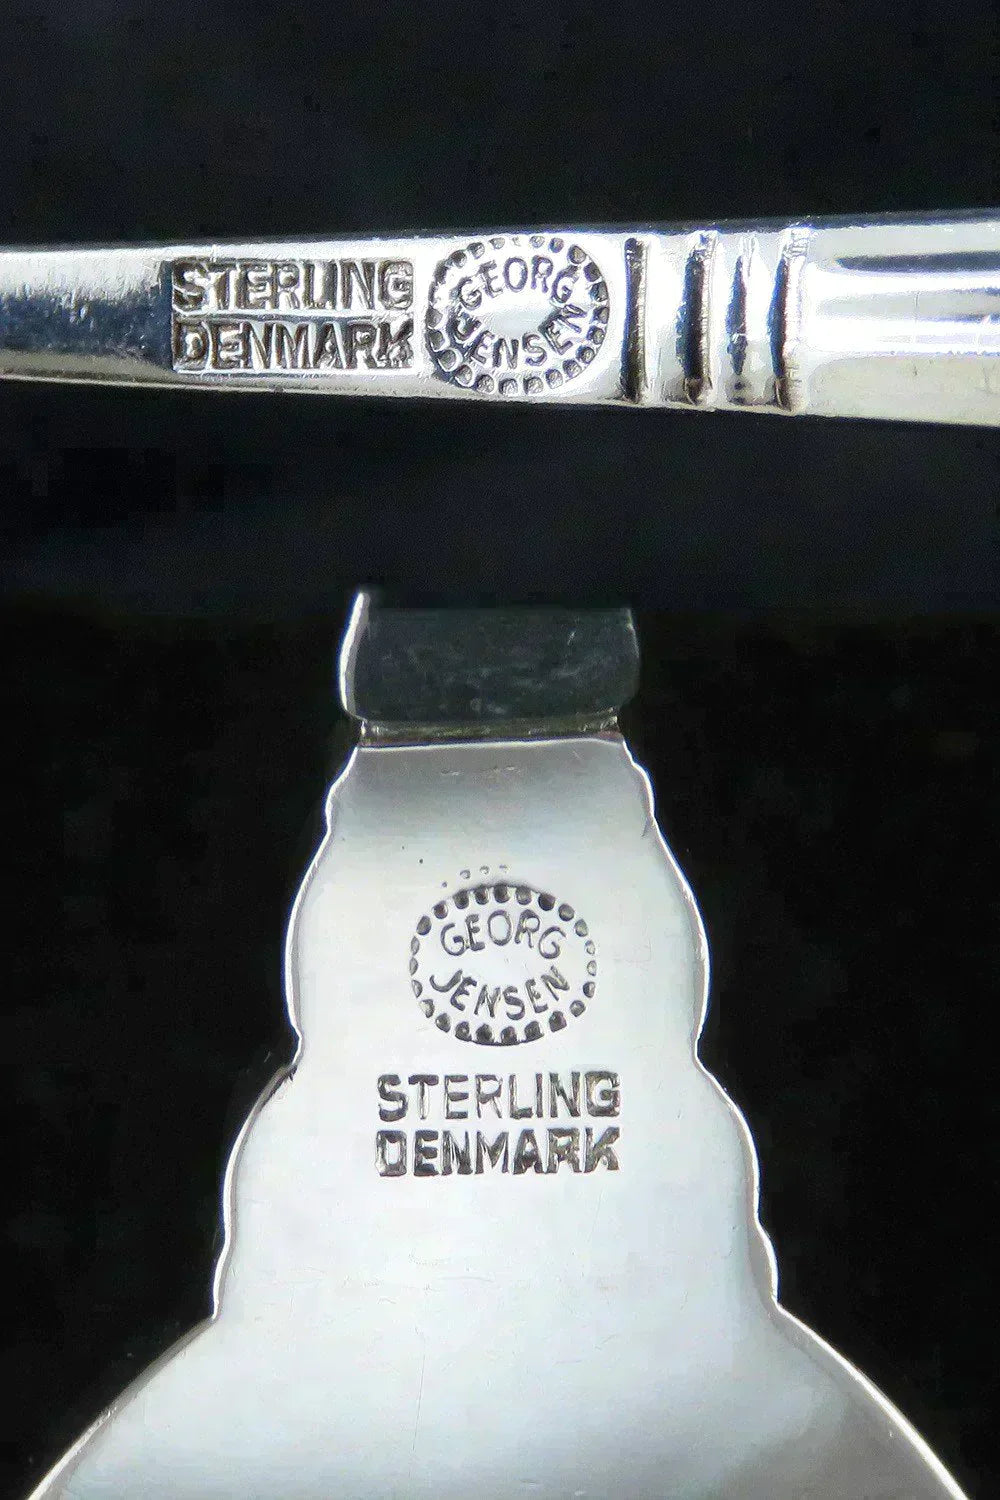 STERLING
DENMARK
GEORG
JENSEN
GEORG
JENSEN
STERLING
DENMARK